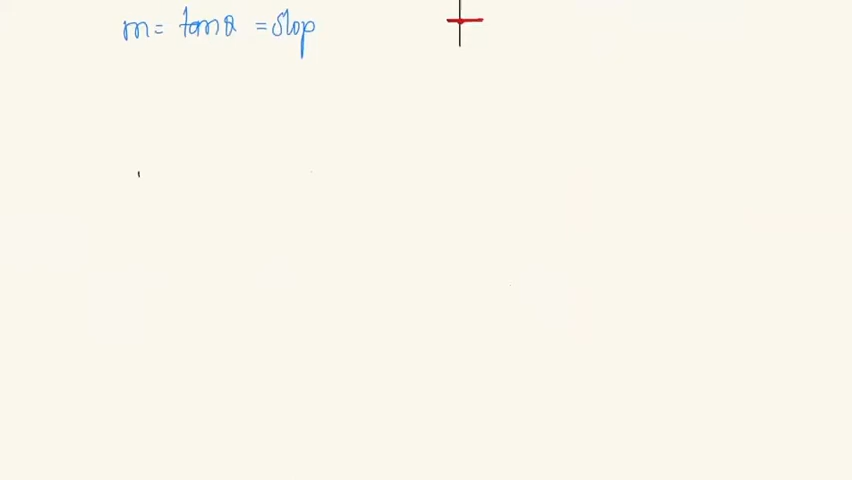 m = tanθ = slop